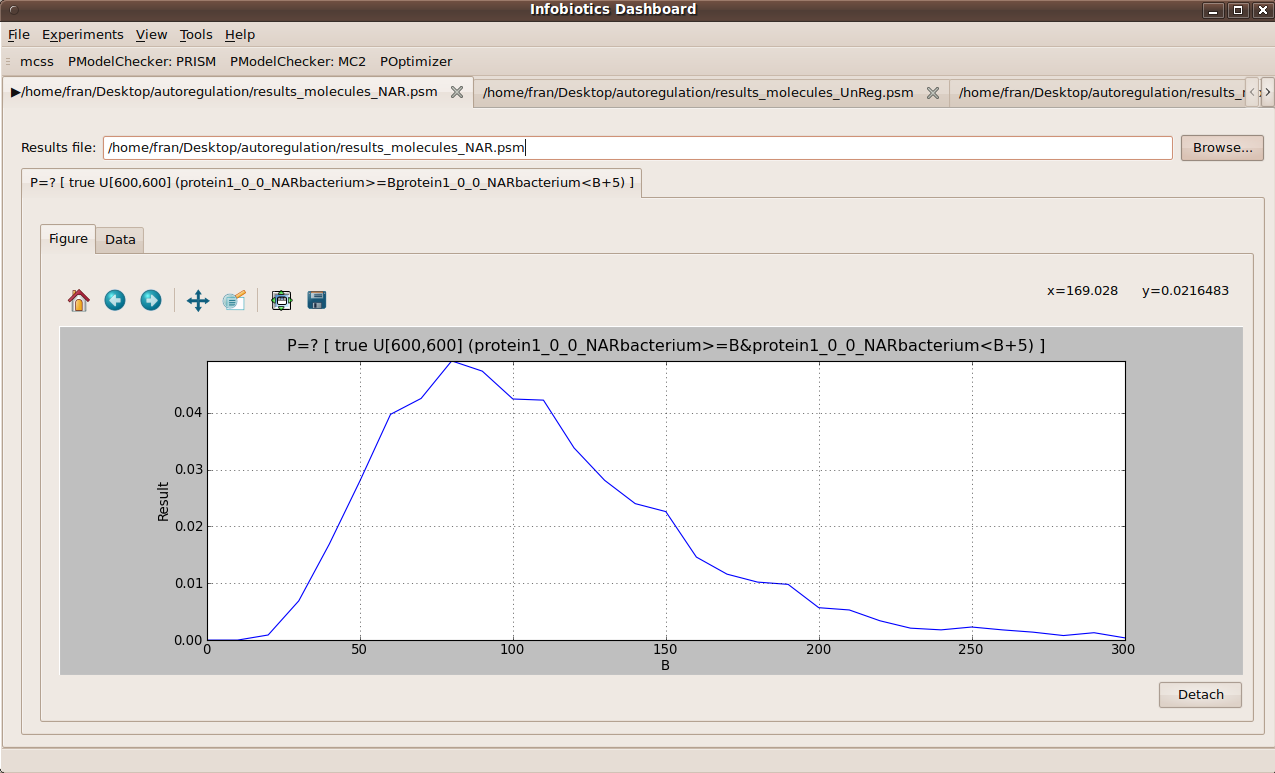 Infobiotics Dashboard
File Experiments View Tools Help
mcss PModelChecker: PRISM PModelChecker: MC2 POptimizer
▶/home/fran/Desktop/autoregulation/results_molecules_NAR.psm /home/fran/Desktop/autoregulation/results_molecules_UnReg.psm /home/fran/Desktop/autoregulation/results_
Results file: /home/fran/Desktop/autoregulation/results_molecules_NAR.psm Browse...
P=? [ true U[600,600] (protein1_0_0_NARbacterium>=Bprotein1_0_0_NARbacterium<B+5) ]
Figure Data
x=169.028 y=0.0216483
P=? [ true U[600,600] (protein1_0_0_NARbacterium>=B&protein1_0_0_NARbacterium<B+5) ]
0.04
0.03
Result
0.02
0.01
0.00
0 50 100 150 200 250 300
B
Detach